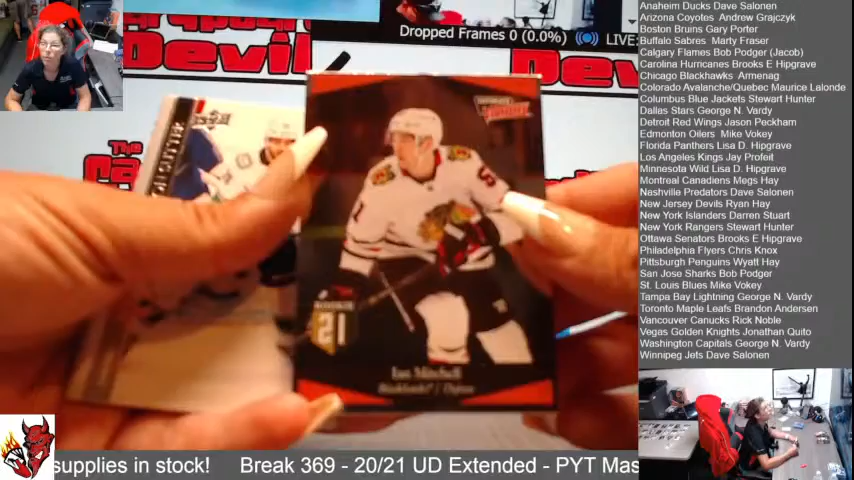 Dropped Frames 0 (0.0%) LIVE
Devil
De
The
Car
VICTORY
ROOKIE
21
Ian Mitchell
Blackhawks / Defense
supplies in stock! Break 369 - 20/21 UD Extended - PYT Mas
Anaheim Ducks Dave Salonen
Arizona Coyotes Andrew Grajczyk
Boston Bruins Gary Porter
Buffalo Sabres Marty Fraser
Calgary Flames Bob Podger (Jacob)
Carolina Hurricanes Brooks E Hipgrave
Chicago Blackhawks Armenag
Colorado Avalanche/Quebec Maurice Lalonde
Columbus Blue Jackets Stewart Hunter
Dallas Stars George N. Vardy
Detroit Red Wings Jason Peckham
Edmonton Oilers Mike Vokey
Florida Panthers Lisa D. Hipgrave
Los Angeles Kings Jay Profeit
Minnesota Wild Lisa D. Hipgrave
Montreal Canadiens Megs Hay
Nashville Predators Dave Salonen
New Jersey Devils Ryan Hay
New York Islanders Darren Stuart
New York Rangers Stewart Hunter
Ottawa Senators Brooks E Hipgrave
Philadelphia Flyers Chris Knox
Pittsburgh Penguins Wyatt Hay
San Jose Sharks Bob Podger
St. Louis Blues Mike Vokey
Tampa Bay Lightning George N. Vardy
Toronto Maple Leafs Brandon Andersen
Vancouver Canucks Rick Noble
Vegas Golden Knights Jonathan Quito
Washington Capitals George N. Vardy
Winnipeg Jets Dave Salonen